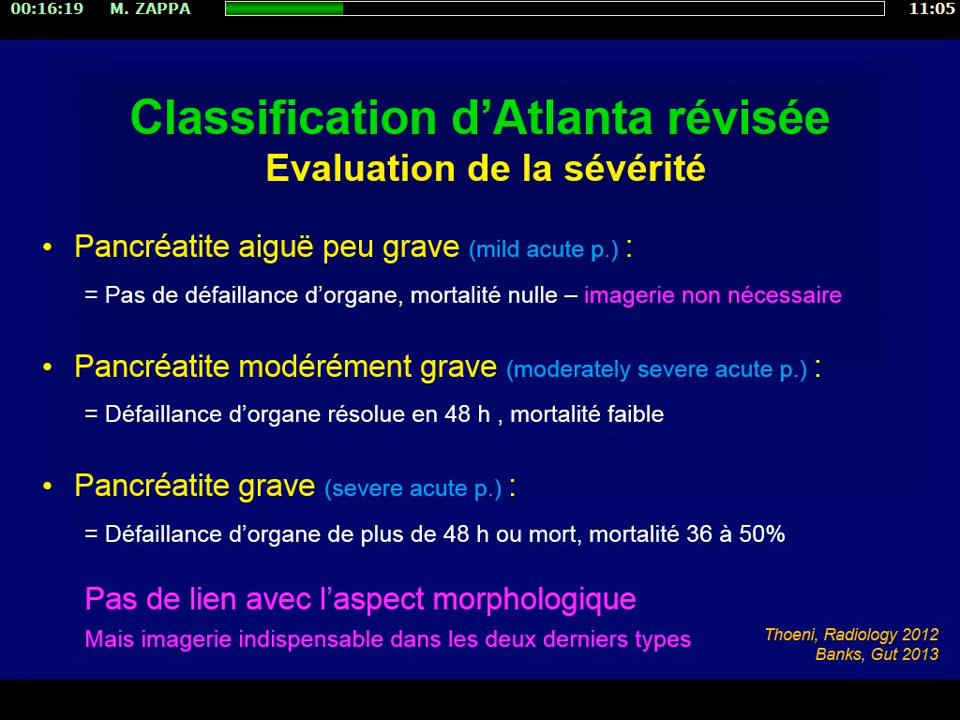 00:16:19 M. ZAPPA 11:05
Classification d'Atlanta révisée
Evaluation de la sévérité
• Pancréatite aiguë peu grave (mild acute p.) :
= Pas de défaillance d'organe, mortalité nulle – imagerie non nécessaire
• Pancréatite modérément grave (moderately severe acute p.) :
= Défaillance d'organe résolue en 48 h , mortalité faible
• Pancréatite grave (severe acute p.) :
= Défaillance d'organe de plus de 48 h ou mort, mortalité 36 à 50%
Pas de lien avec l'aspect morphologique
Mais imagerie indispensable dans les deux derniers types
Thoeni, Radiology 2012
Banks, Gut 2013